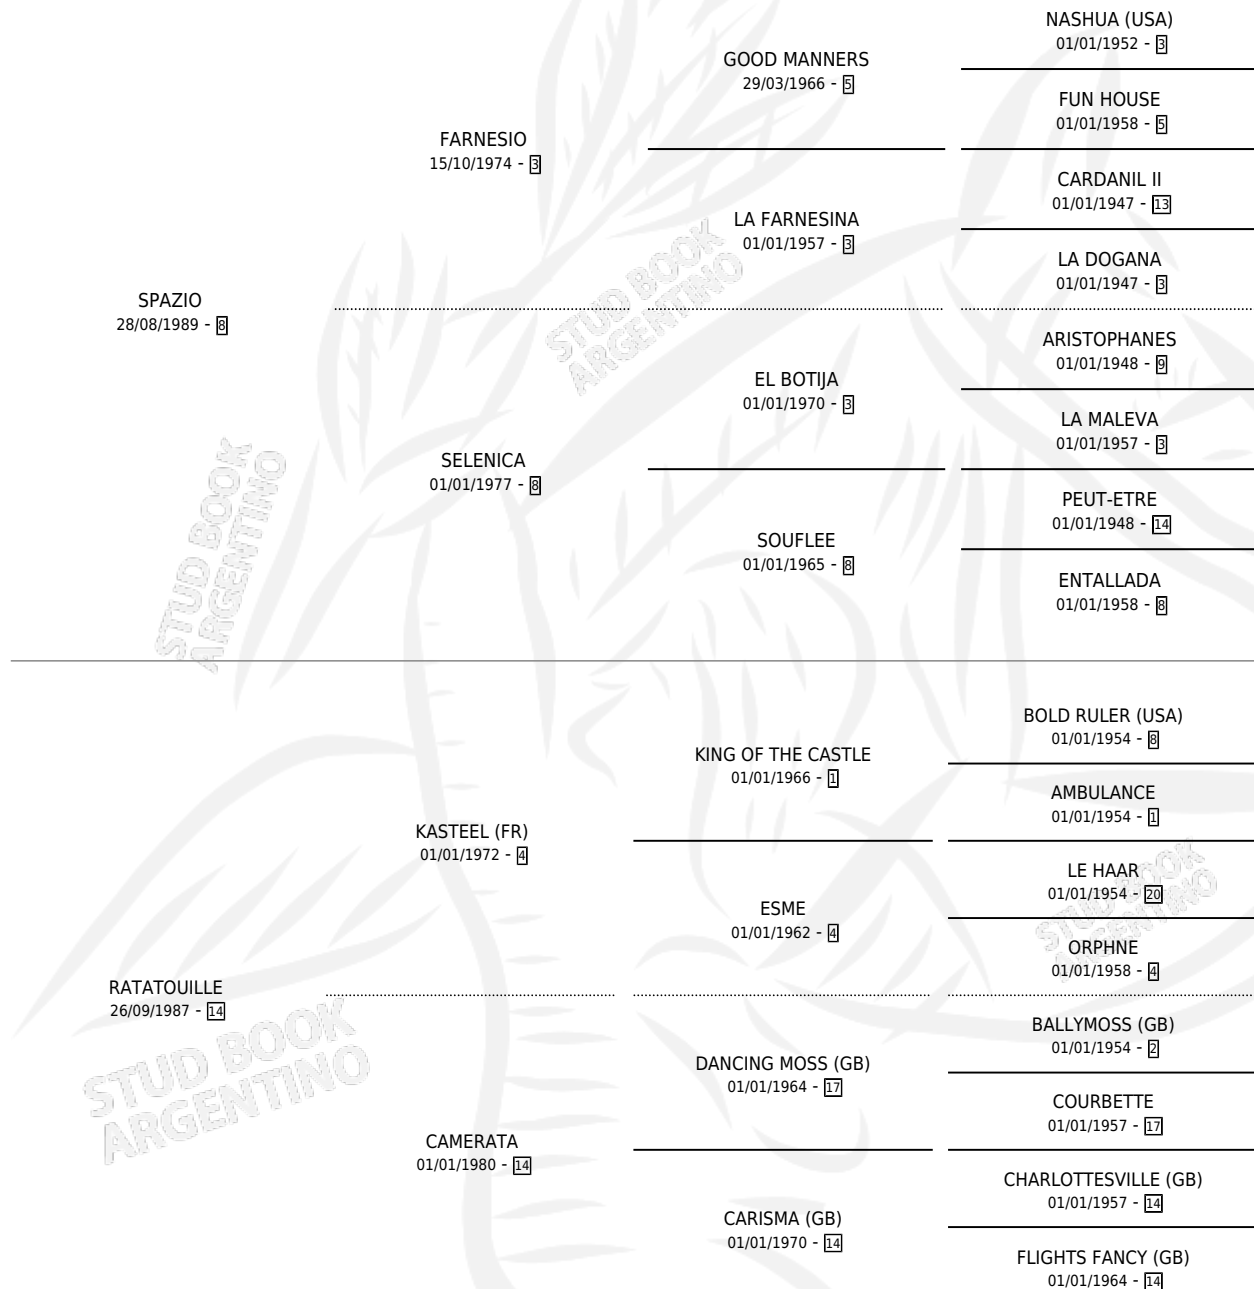 NASHUA (USA)
01/01/1952 - 3
GOOD MANNERS
29/03/1966 - 5
FUN HOUSE
01/01/1958 - 5
FARNESIO
15/10/1974 - 3
CARDANIL II
01/01/1947 - 13
LA FARNESINA
01/01/1957 - 3
LA DOGANA
01/01/1947 - 3
SPAZIO
28/08/1989 - 8
STUD BOOK
ARGENTINO
ARISTOPHANES
01/01/1948 - 9
EL BOTIJA
01/01/1970 - 3
LA MALEVA
01/01/1957 - 3
SELENICA
01/01/1977 - 8
PEUT-ETRE
01/01/1948 - 14
SOUFLEE
01/01/1965 - 8
ENTALLADA
01/01/1958 - 8
STUD BOOK
ARGENTINO
BOLD RULER (USA)
01/01/1954 - 8
KING OF THE CASTLE
01/01/1966 - 1
AMBULANCE
01/01/1954 - 1
KASTEEL (FR)
01/01/1972 - 4
LE HAAR
01/01/1954 - 20
ESME
01/01/1962 - 4
STUD BOOK
ARGENTINO
ORPHNE
01/01/1958 - 4
RATATOUILLE
26/09/1987 - 14
STUD BOOK
ARGENTINO
BALLYMOSS (GB)
01/01/1954 - 2
DANCING MOSS (GB)
01/01/1964 - 17
COURBETTE
01/01/1957 - 17
CAMERATA
01/01/1980 - 14
CHARLOTTESVILLE (GB)
01/01/1957 - 14
CARISMA (GB)
01/01/1970 - 14
FLIGHTS FANCY (GB)
01/01/1964 - 14